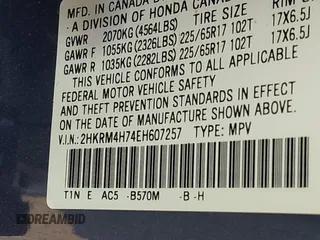 MFD. IN CANADA
- A DIVISION OF HONDA CANADA
GVWR 2070KG (4564LBS) TIRE SIZE RIM
GAWR F 1055KG (2326LBS) 225/65R17 102T 17X6.5J
GAWR R 1035KG (2282LBS) 225/65R17 102T 17X6.5J
THIS VEHICLE CONFORMS TO ALL APPLICABLE
FEDERAL MOTOR VEHICLE SAFETY
AND THEFT PREVENTION STANDARDS IN EFFECT
ON THE DATE OF MANUFACTURE SHOWN ABOVE.
V.I.N.: 2HKRM4H74EH607257 TYPE: MPV
T1N E AC5 -B570M -B-H
DREAMBID